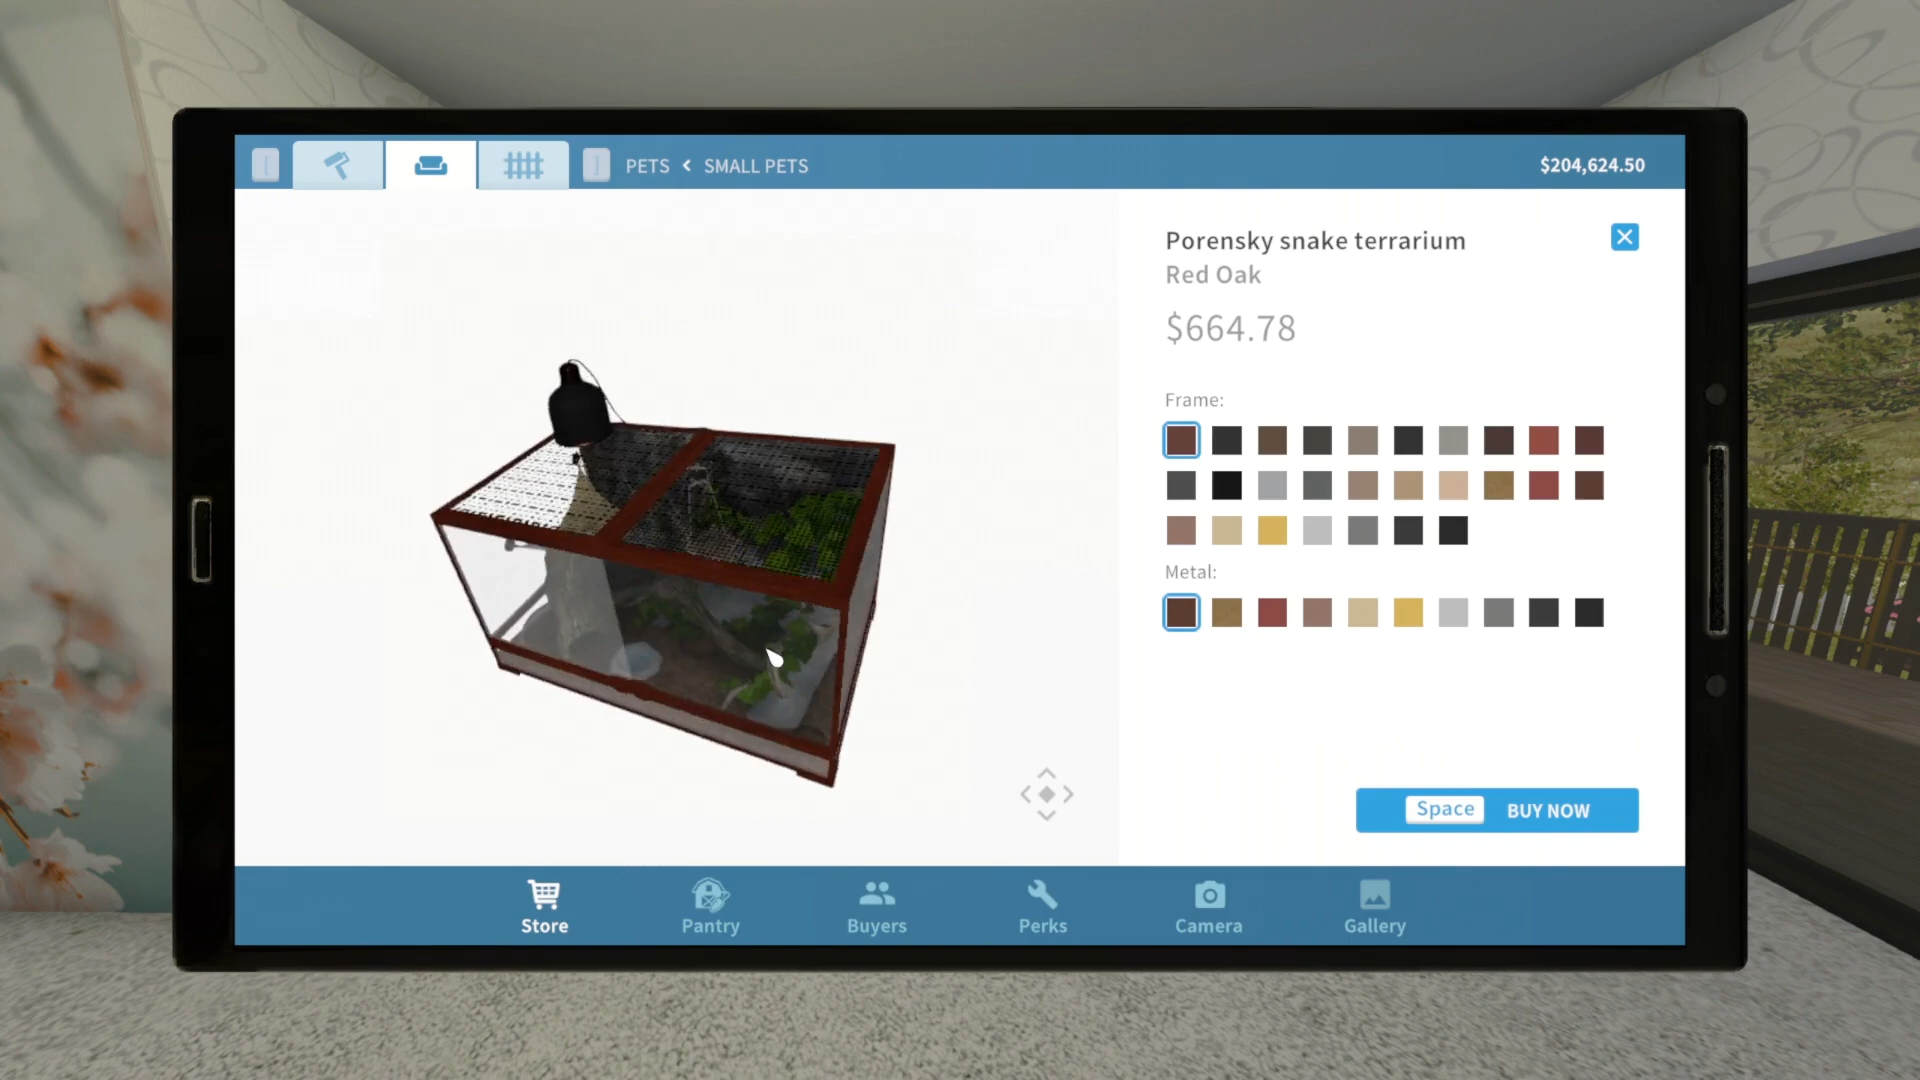 [
]
PETS < SMALL PETS
$204,624.50
Porensky snake terrarium
Red Oak
$664.78
Frame:
Metal:
Space BUY NOW
Store
Pantry
Buyers
Perks
Camera
Gallery